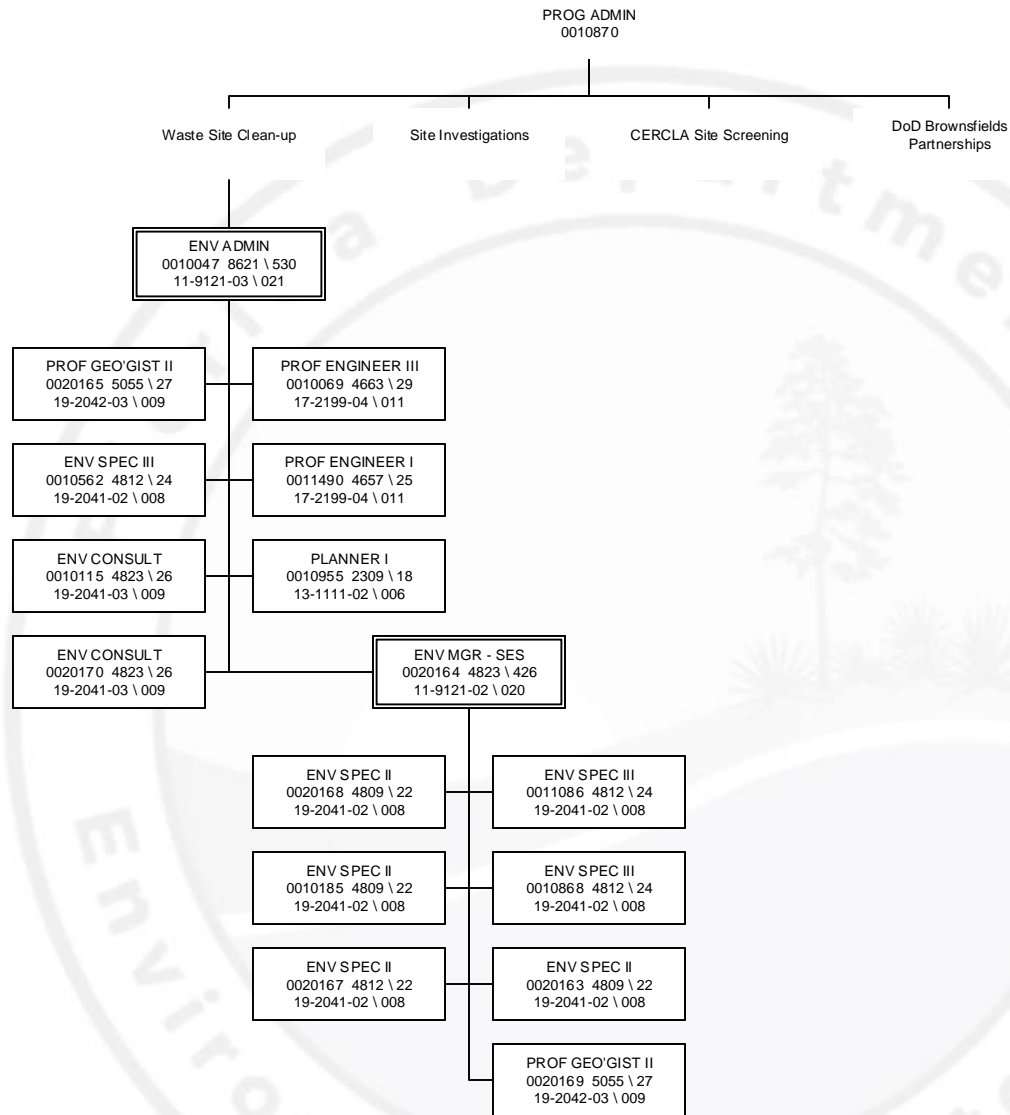 PROG ADMIN
0010870
Waste Site Clean-up
Site Investigations
CERCLA Site Screening
DoD Brownsfields
Partnerships
ENV ADMIN
0010047 8621 \ 530
11-9121-03 \ 021
PROF GEO'GIST II
0020165 5055 \ 27
19-2042-03 \ 009
PROF ENGINEER III
0010069 4663 \ 29
17-2199-04 \ 011
ENV SPEC III
0010562 4812 \ 24
19-2041-02 \ 008
PROF ENGINEER I
0011490 4657 \ 25
17-2199-04 \ 011
ENV CONSULT
0010115 4823 \ 26
19-2041-03 \ 009
PLANNER I
0010955 2309 \ 18
13-1111-02 \ 006
ENV CONSULT
0020170 4823 \ 26
19-2041-03 \ 009
ENV MGR - SES
0020164 4823 \ 426
11-9121-02 \ 020
ENV SPEC II
0020168 4809 \ 22
19-2041-02 \ 008
ENV SPEC III
0011086 4812 \ 24
19-2041-02 \ 008
ENV SPEC II
0010185 4809 \ 22
19-2041-02 \ 008
ENV SPEC III
0010868 4812 \ 24
19-2041-02 \ 008
ENV SPEC II
0020167 4812 \ 22
19-2041-02 \ 008
ENV SPEC II
0020163 4809 \ 22
19-2041-02 \ 008
PROF GEO'GIST II
0020169 5055 \ 27
19-2042-03 \ 009